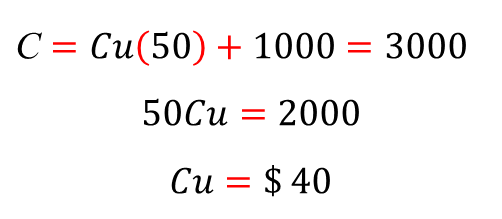 C = Cu(50) + 1000 = 3000
50Cu = 2000
Cu = $ 40